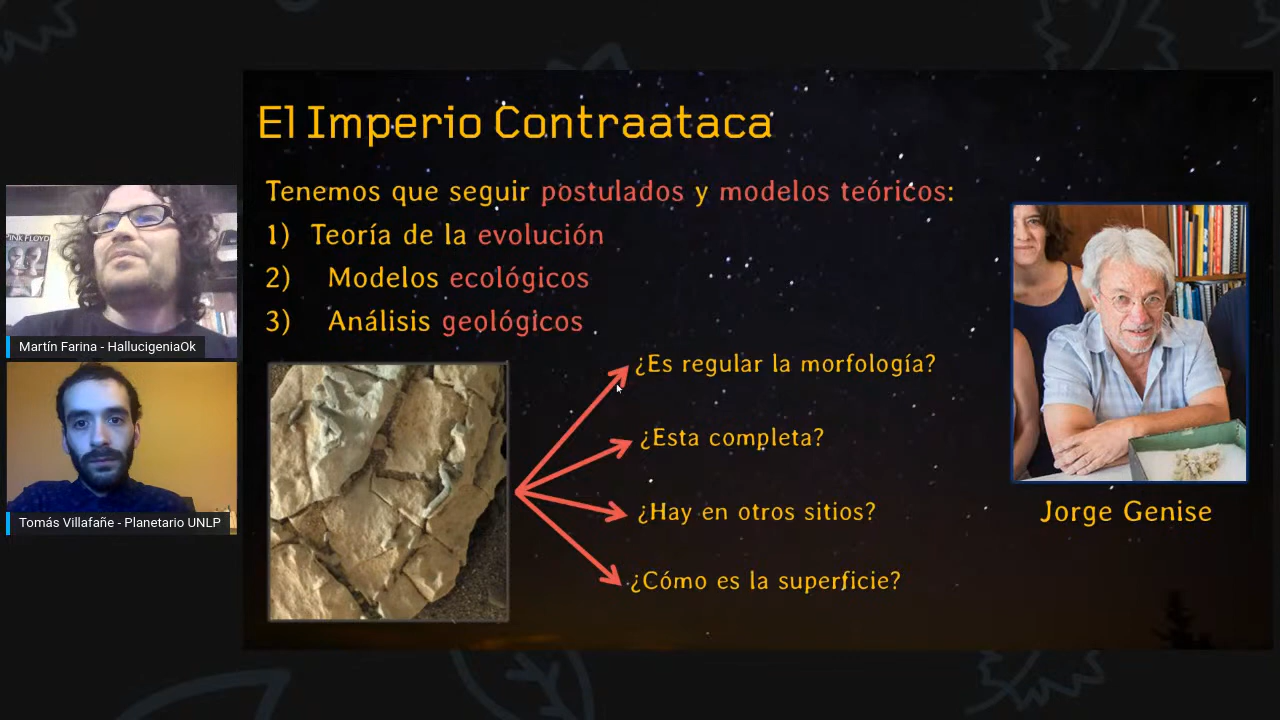 El Imperio Contraataca
Tenemos que seguir postulados y modelos teóricos:
1) Teoría de la evolución
2) Modelos ecológicos
3) Análisis geológicos
¿Es regular la morfología?
¿Esta completa?
¿Hay en otros sitios?
¿Cómo es la superficie?
Jorge Genise
PINK FLOYD
Martín Farina - HallucigeniaOk
Tomás Villafañe - Planetario UNLP